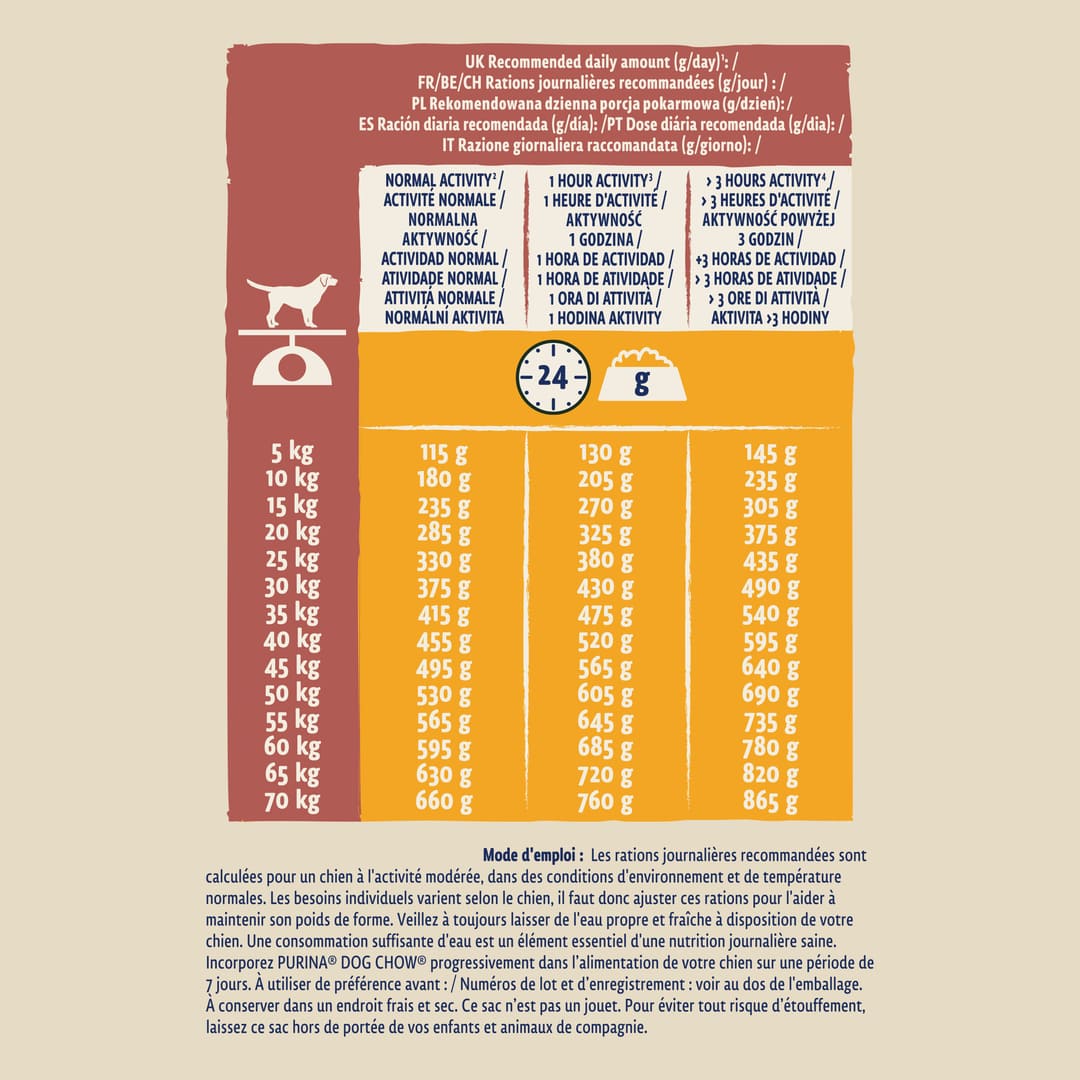 UK Recommended daily amount (g/day)¹: /
FR/BE/CH Rations journalières recommandées (g/jour) : /
PL Rekomendowana dzienna porcja pokarmowa (g/dzień): /
ES Ración diaria recomendada (g/día): /PT Dose diária recomendada (g/dia): /
IT Razione giornaliera raccomandata (g/giorno): /
NORMAL ACTIVITY² /
ACTIVITÉ NORMALE /
NORMALNA
AKTYWNOŚĆ /
ACTIVIDAD NORMAL /
ATIVIDADE NORMAL /
ATTIVITÀ NORMALE /
NORMÁLNÍ AKTIVITA
1 HOUR ACTIVITY³ /
1 HEURE D'ACTIVITÉ /
AKTYWNOŚĆ
1 GODZINA /
1 HORA DE ACTIVIDAD /
1 HORA DE ATIVIDADE /
1 ORA DI ATTIVITÀ /
1 HODINA AKTIVITY
> 3 HOURS ACTIVITY⁴ /
> 3 HEURES D'ACTIVITÉ /
AKTYWNOŚĆ POWYŻEJ
3 GODZIN /
+3 HORAS DE ACTIVIDAD /
> 3 HORAS DE ATIVIDADE /
> 3 ORE DI ATTIVITÀ /
AKTIVITA >3 HODINY
24 g
5 kg 115 g 130 g 145 g
10 kg 180 g 205 g 235 g
15 kg 235 g 270 g 305 g
20 kg 285 g 325 g 375 g
25 kg 330 g 380 g 435 g
30 kg 375 g 430 g 490 g
35 kg 415 g 475 g 540 g
40 kg 455 g 520 g 595 g
45 kg 495 g 565 g 640 g
50 kg 530 g 605 g 690 g
55 kg 565 g 645 g 735 g
60 kg 595 g 685 g 780 g
65 kg 630 g 720 g 820 g
70 kg 660 g 760 g 865 g
Mode d'emploi : Les rations journalières recommandées sont
calculées pour un chien à l'activité modérée, dans des conditions d'environnement et de température
normales. Les besoins individuels varient selon le chien, il faut donc ajuster ces rations pour l'aider à
maintenir son poids de forme. Veillez à toujours laisser de l'eau propre et fraîche à disposition de votre
chien. Une consommation suffisante d'eau est un élément essentiel d'une nutrition journalière saine.
Incorporez PURINA® DOG CHOW® progressivement dans l'alimentation de votre chien sur une période de
7 jours. À utiliser de préférence avant : / Numéros de lot et d'enregistrement : voir au dos de l'emballage.
À conserver dans un endroit frais et sec. Ce sac n'est pas un jouet. Pour éviter tout risque d'étouffement,
laissez ce sac hors de portée de vos enfants et animaux de compagnie.